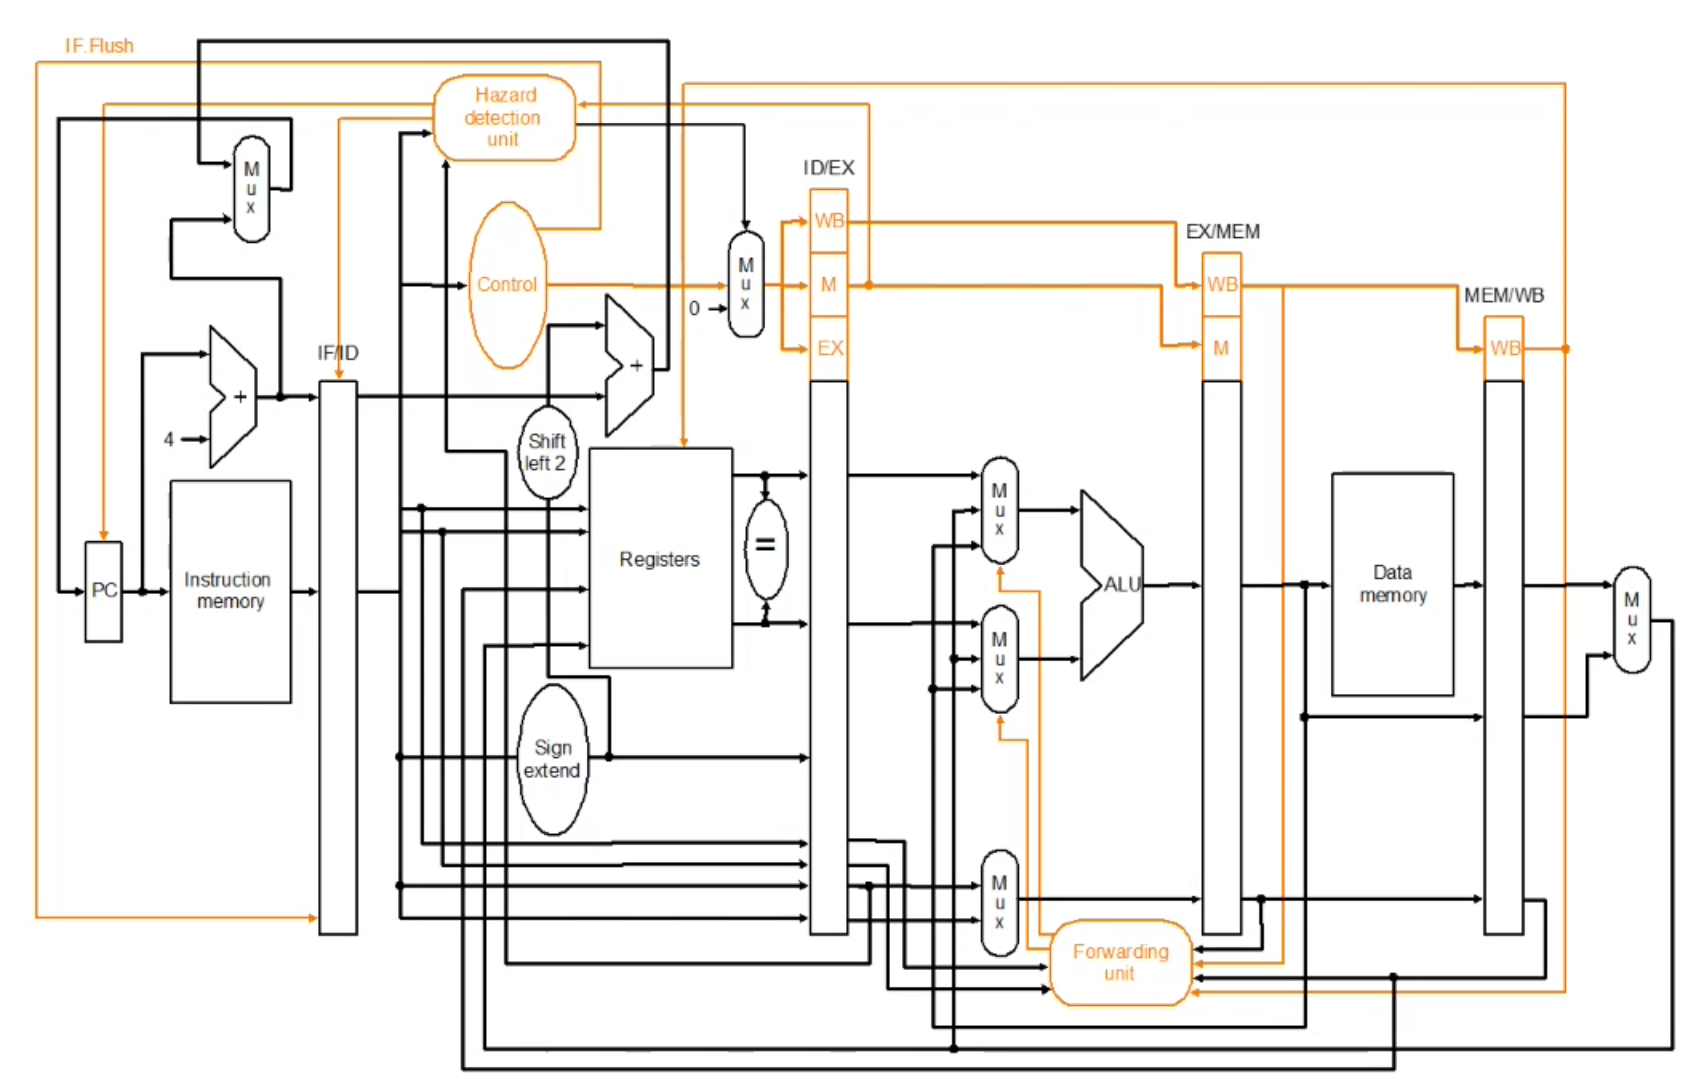 IF.Flush
Hazard
detection
unit
M
u
x
ID/EX
WB
M
EX
Control
M
u
x
0
EX/MEM
WB
M
MEM/WB
WB
IF/ID
+
4
+
Shift
left 2
Registers
=
M
u
x
ALU
Data
memory
M
u
x
PC
Instruction
memory
M
u
x
Sign
extend
M
u
x
Forwarding
unit